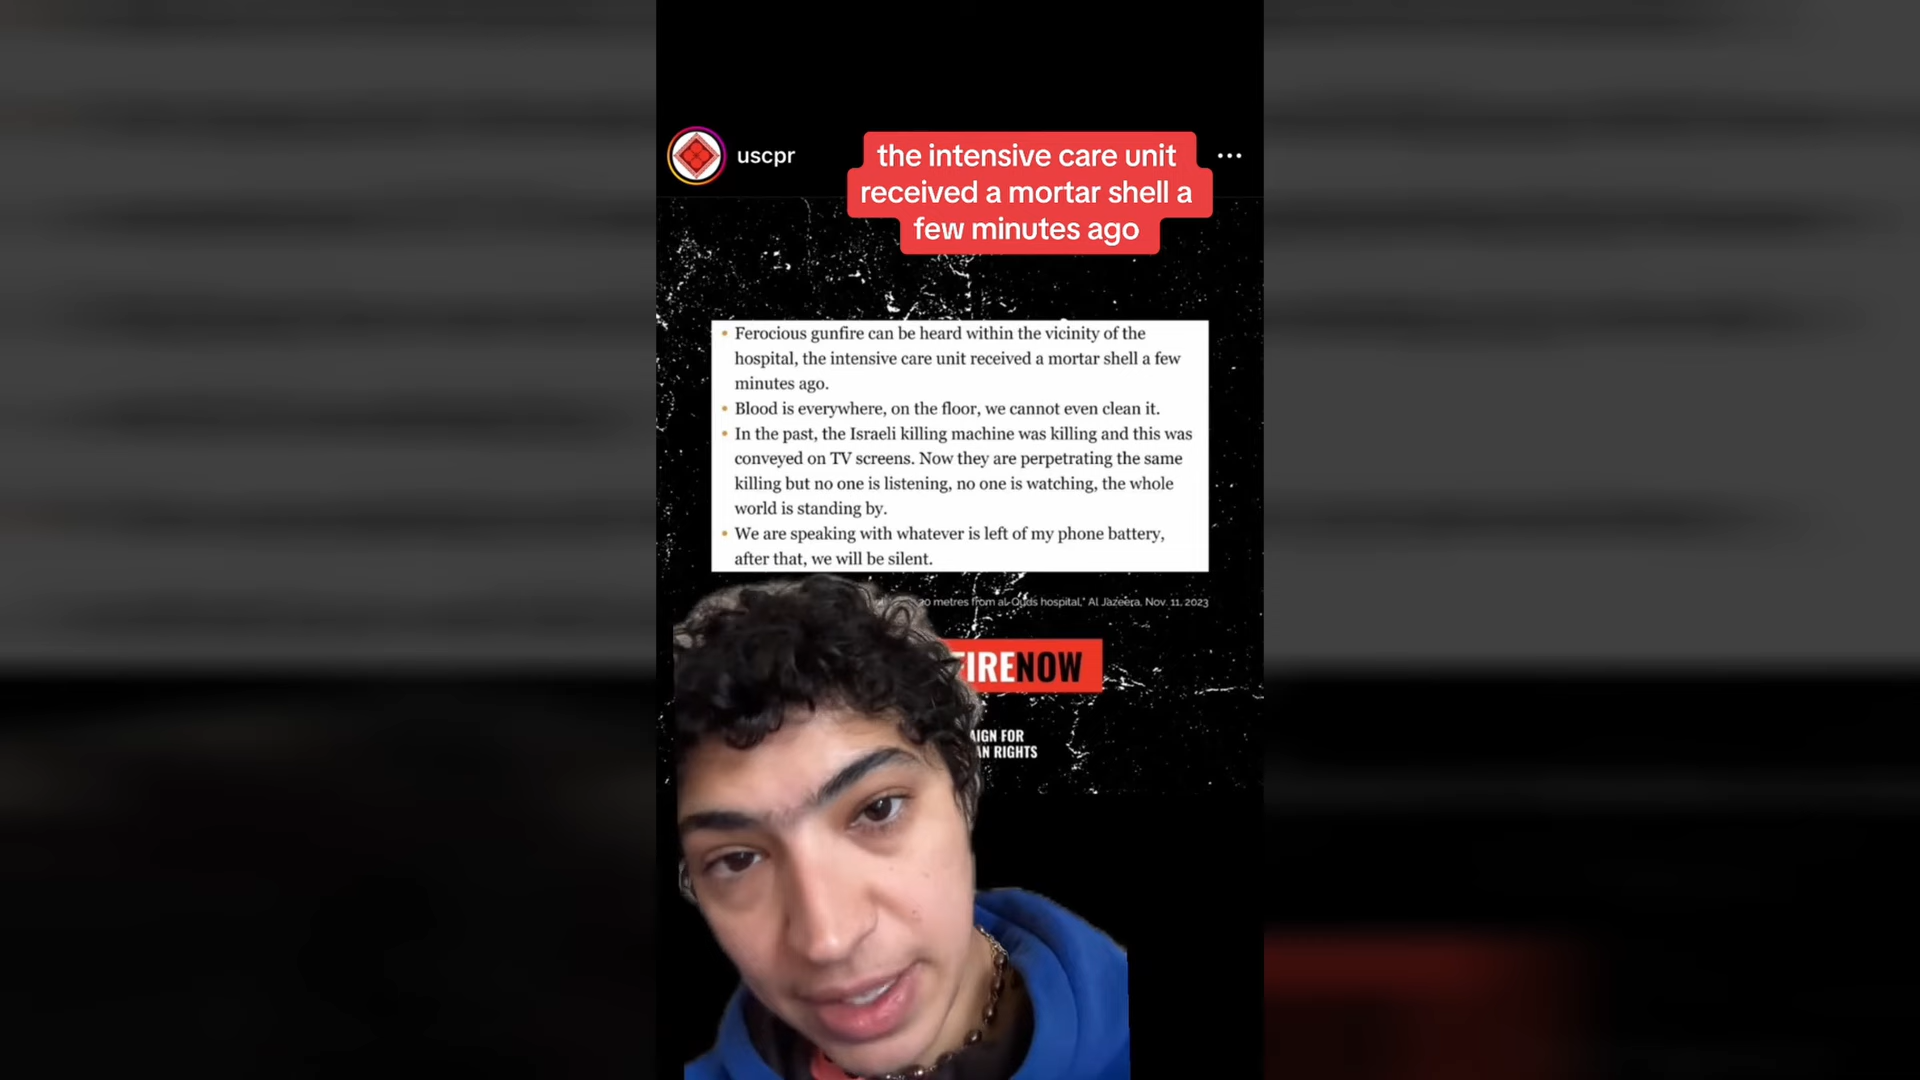 uscpr
the intensive care unit
received a mortar shell a
few minutes ago
• Ferocious gunfire can be heard within the vicinity of the
hospital, the intensive care unit received a mortar shell a few
minutes ago.
• Blood is everywhere, on the floor, we cannot even clean it.
• In the past, the Israeli killing machine was killing and this was
conveyed on TV screens. Now they are perpetrating the same
killing but no one is listening, no one is watching, the whole
world is standing by.
• We are speaking with whatever is left of my phone battery,
after that, we will be silent.
20 metres from al-Quds hospital," Al Jazeera, Nov. 11, 2023
FIRENOW
AIGN FOR
AN RIGHTS